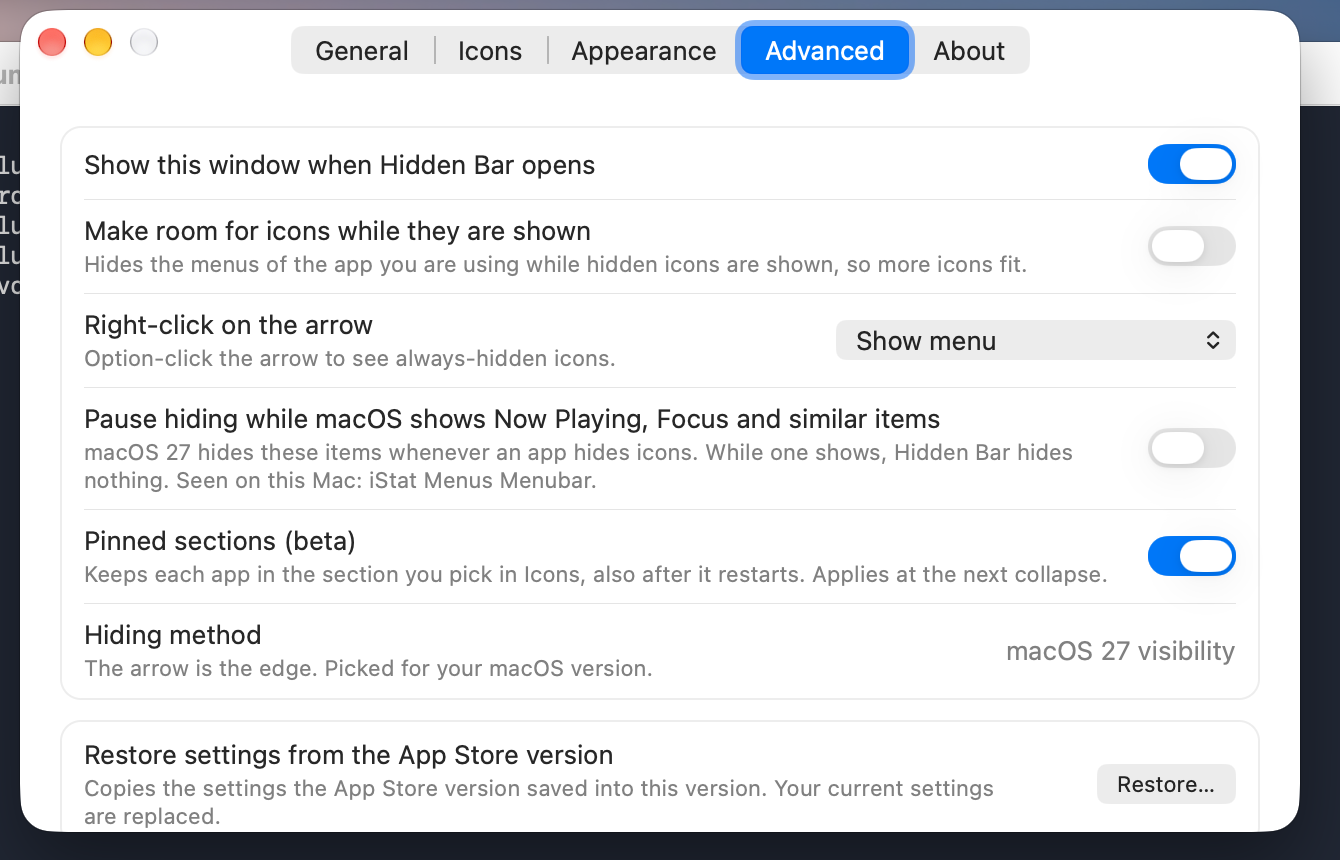 General
Icons
Appearance
Advanced
About
Show this window when Hidden Bar opens
Make room for icons while they are shown
Hides the menus of the app you are using while hidden icons are shown, so more icons fit.
Right-click on the arrow
Option-click the arrow to see always-hidden icons.
Show menu
Pause hiding while macOS shows Now Playing, Focus and similar items
macOS 27 hides these items whenever an app hides icons. While one shows, Hidden Bar hides
nothing. Seen on this Mac: iStat Menus Menubar.
Pinned sections (beta)
Keeps each app in the section you pick in Icons, also after it restarts. Applies at the next collapse.
Hiding method
The arrow is the edge. Picked for your macOS version.
macOS 27 visibility
Restore settings from the App Store version
Copies the settings the App Store version saved into this version. Your current settings
are replaced.
Restore...